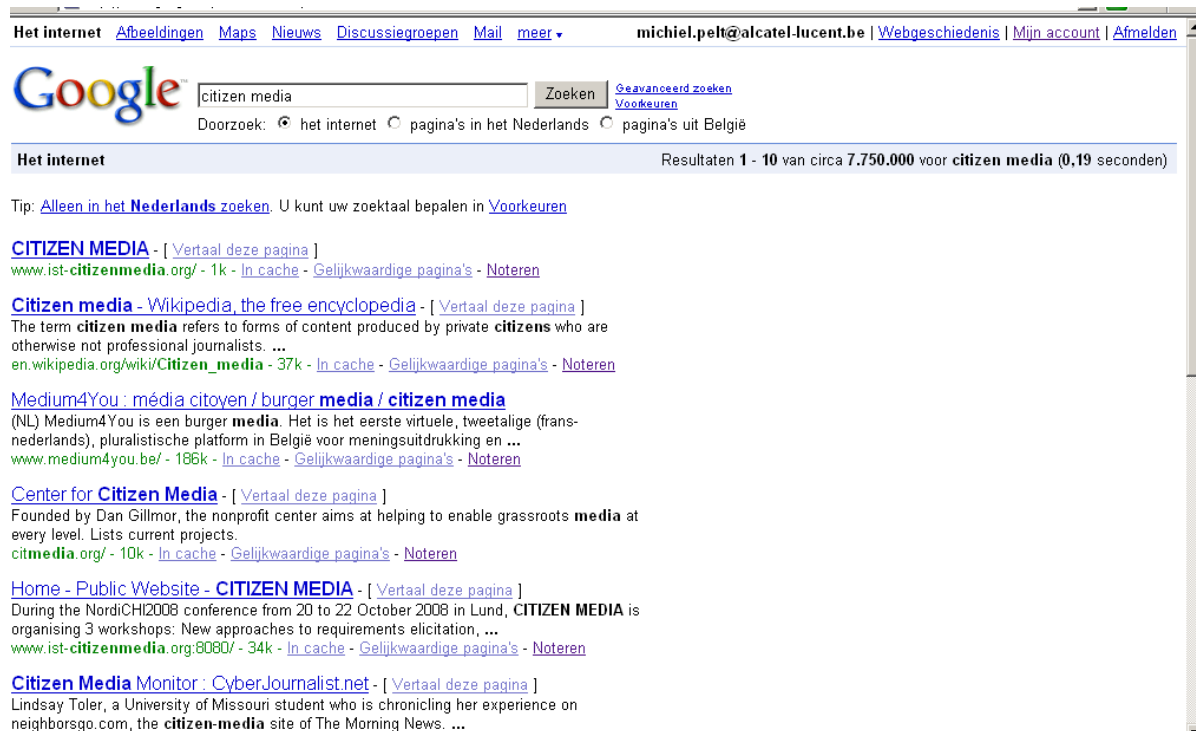 Het internet Afbeeldingen Maps Nieuws Discussiegroepen Mail meer ▾ michiel.pelt@alcatel-lucent.be | Webgeschiedenis | Mijn account | Afmelden
Google™ citizen media Zoeken Geavanceerd zoeken
Voorkeuren
Doorzoek: het internet pagina's in het Nederlands pagina's uit België
Het internet Resultaten 1 - 10 van circa 7.750.000 voor citizen media (0,19 seconden)
Tip: Alleen in het Nederlands zoeken. U kunt uw zoektaal bepalen in Voorkeuren
CITIZEN MEDIA - [ Vertaal deze pagina ]
www.ist-citizenmedia.org/ - 1k - In cache - Gelijkwaardige pagina's - Noteren
Citizen media - Wikipedia, the free encyclopedia - [ Vertaal deze pagina ]
The term citizen media refers to forms of content produced by private citizens who are
otherwise not professional journalists. ...
en.wikipedia.org/wiki/Citizen_media - 37k - In cache - Gelijkwaardige pagina's - Noteren
Medium4You : média citoyen / burger media / citizen media
(NL) Medium4You is een burger media. Het is het eerste virtuele, tweetalige (frans-
nederlands), pluralistische platform in België voor meningsuitdrukking en ...
www.medium4you.be/ - 186k - In cache - Gelijkwaardige pagina's - Noteren
Center for Citizen Media - [ Vertaal deze pagina ]
Founded by Dan Gillmor, the nonprofit center aims at helping to enable grassroots media at
every level. Lists current projects.
citmedia.org/ - 10k - In cache - Gelijkwaardige pagina's - Noteren
Home - Public Website - CITIZEN MEDIA - [ Vertaal deze pagina ]
During the NordiCHI2008 conference from 20 to 22 October 2008 in Lund, CITIZEN MEDIA is
organising 3 workshops: New approaches to requirements elicitation, ...
www.ist-citizenmedia.org:8080/ - 34k - In cache - Gelijkwaardige pagina's - Noteren
Citizen Media Monitor : CyberJournalist.net - [ Vertaal deze pagina ]
Lindsay Toler, a University of Missouri student who is chronicling her experience on
neighborsgo.com, the citizen-media site of The Morning News. ...